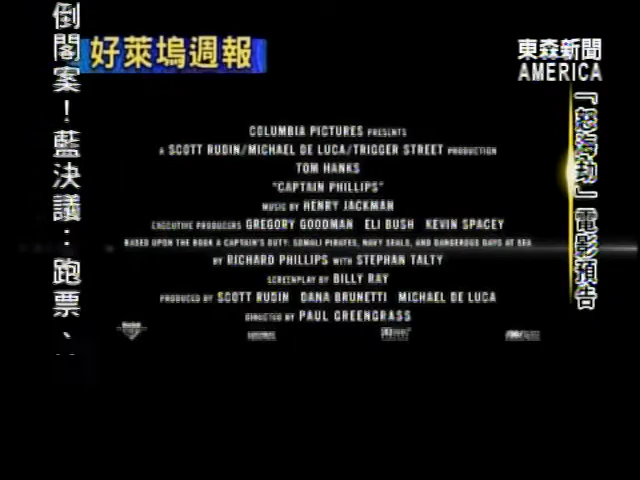 倒閣案！藍決議：跑票、
好萊塢週報
東森新聞
AMERICA
「怒海劫」電影預告
COLUMBIA PICTURES PRESENTS
A SCOTT RUDIN/MICHAEL DE LUCA/TRIGGER STREET PRODUCTION
TOM HANKS
"CAPTAIN PHILLIPS"
MUSIC BY HENRY JACKMAN
EXECUTIVE PRODUCERS GREGORY GOODMAN ELI BUSH KEVIN SPACEY
BASED UPON THE BOOK A CAPTAIN'S DUTY: SOMALI PIRATES, NAVY SEALS, AND DANGEROUS DAYS AT SEA
BY RICHARD PHILLIPS WITH STEPHAN TALTY
SCREENPLAY BY BILLY RAY
PRODUCED BY SCOTT RUDIN DANA BRUNETTI MICHAEL DE LUCA
DIRECTED BY PAUL GREENGRASS